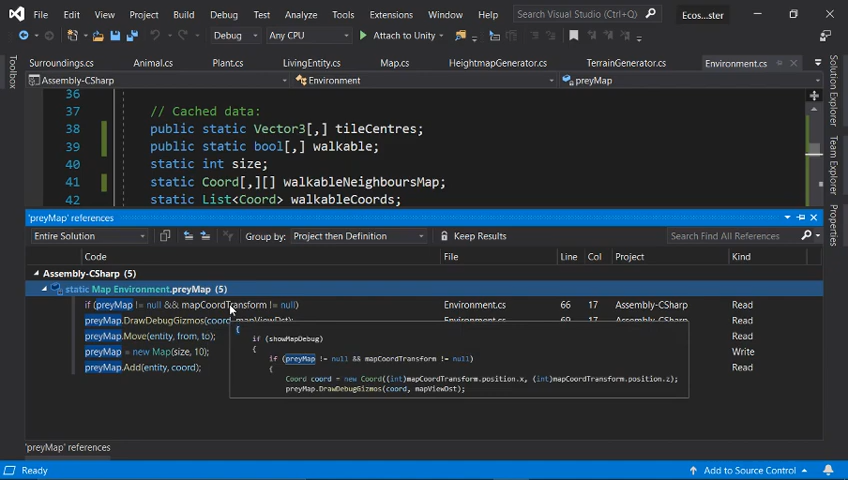 File Edit View Project Build Debug Test Analyze Tools Extensions Window Help Search Visual Studio (Ctrl+Q) Ecos...ster
Debug Any CPU Attach to Unity
Surroundings.cs Animal.cs Plant.cs LivingEntity.cs Map.cs HeightmapGenerator.cs TerrainGenerator.cs Environment.cs
Assembly-CSharp Environment preyMap
Toolbox
Solution Explorer
Team Explorer
Properties
36
37 // Cached data:
38 public static Vector3[,] tileCentres;
39 public static bool[,] walkable;
40 static int size;
41 static Coord[,][] walkableNeighboursMap;
42 static List<Coord> walkableCoords;
'preyMap' references
Entire Solution Group by: Project then Definition Keep Results Search Find All References
Code File Line Col Project Kind
Assembly-CSharp (5)
static Map Environment.preyMap (5)
if (preyMap != null && mapCoordTransform != null) Environment.cs 66 17 Assembly-CSharp Read
preyMap.DrawDebugGizmos(coord, mapViewDst); Environment.cs 69 17 Assembly-CSharp Read
preyMap.Move(entity, from, to); Read
preyMap = new Map(size, 10); Write
preyMap.Add(entity, coord); Read
{
if (showMapDebug)
{
if (preyMap != null && mapCoordTransform != null)
{
Coord coord = new Coord((int)mapCoordTransform.position.x, (int)mapCoordTransform.position.z);
preyMap.DrawDebugGizmos(coord, mapViewDst);
'preyMap' references
Ready Add to Source Control